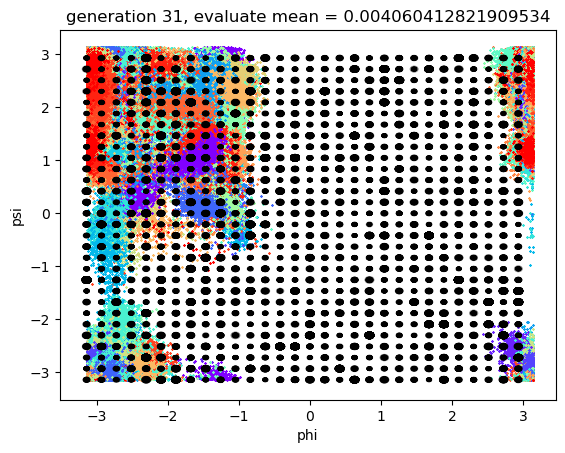 generation 31, evaluate mean = 0.004060412821909534
psi
3
2
1
0
−1
−2
−3
−3 −2 −1 0 1 2 3
phi